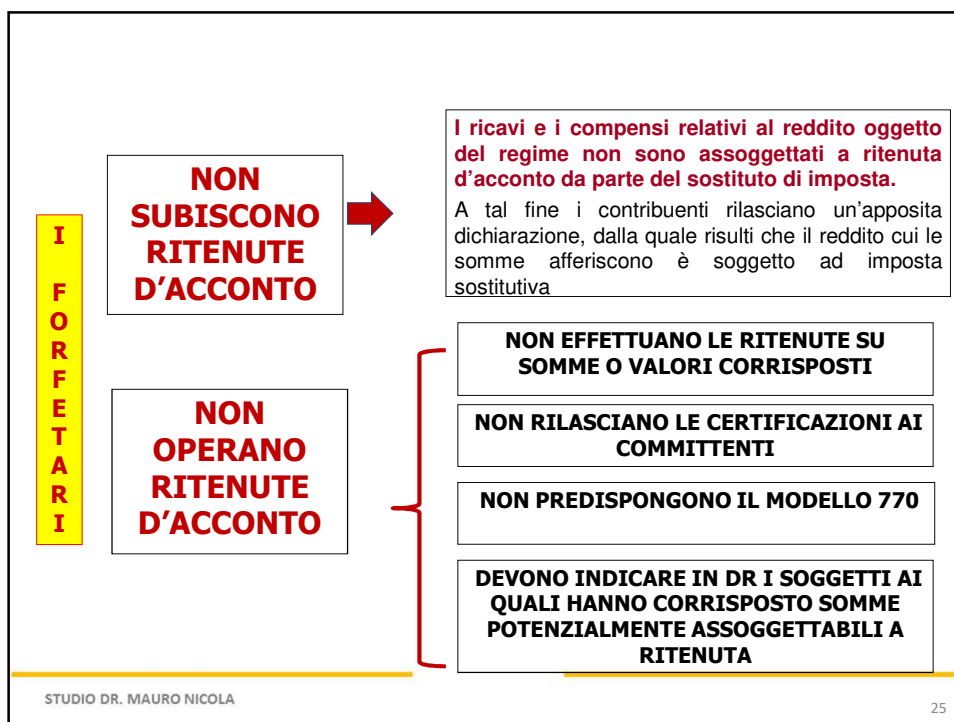 I
F
O
R
F
E
T
A
R
I
NON
SUBISCONO
RITENUTE
D'ACCONTO
I ricavi e i compensi relativi al reddito oggetto
del regime non sono assoggettati a ritenuta
d'acconto da parte del sostituto di imposta.
A tal fine i contribuenti rilasciano un'apposita
dichiarazione, dalla quale risulti che il reddito cui le
somme afferiscono è soggetto ad imposta
sostitutiva
NON
OPERANO
RITENUTE
D'ACCONTO
NON EFFETTUANO LE RITENUTE SU
SOMME O VALORI CORRISPOSTI
NON RILASCIANO LE CERTIFICAZIONI AI
COMMITTENTI
NON PREDISPONGONO IL MODELLO 770
DEVONO INDICARE IN DR I SOGGETTI AI
QUALI HANNO CORRISPOSTO SOMME
POTENZIALMENTE ASSOGGETTABILI A
RITENUTA
STUDIO DR. MAURO NICOLA
25